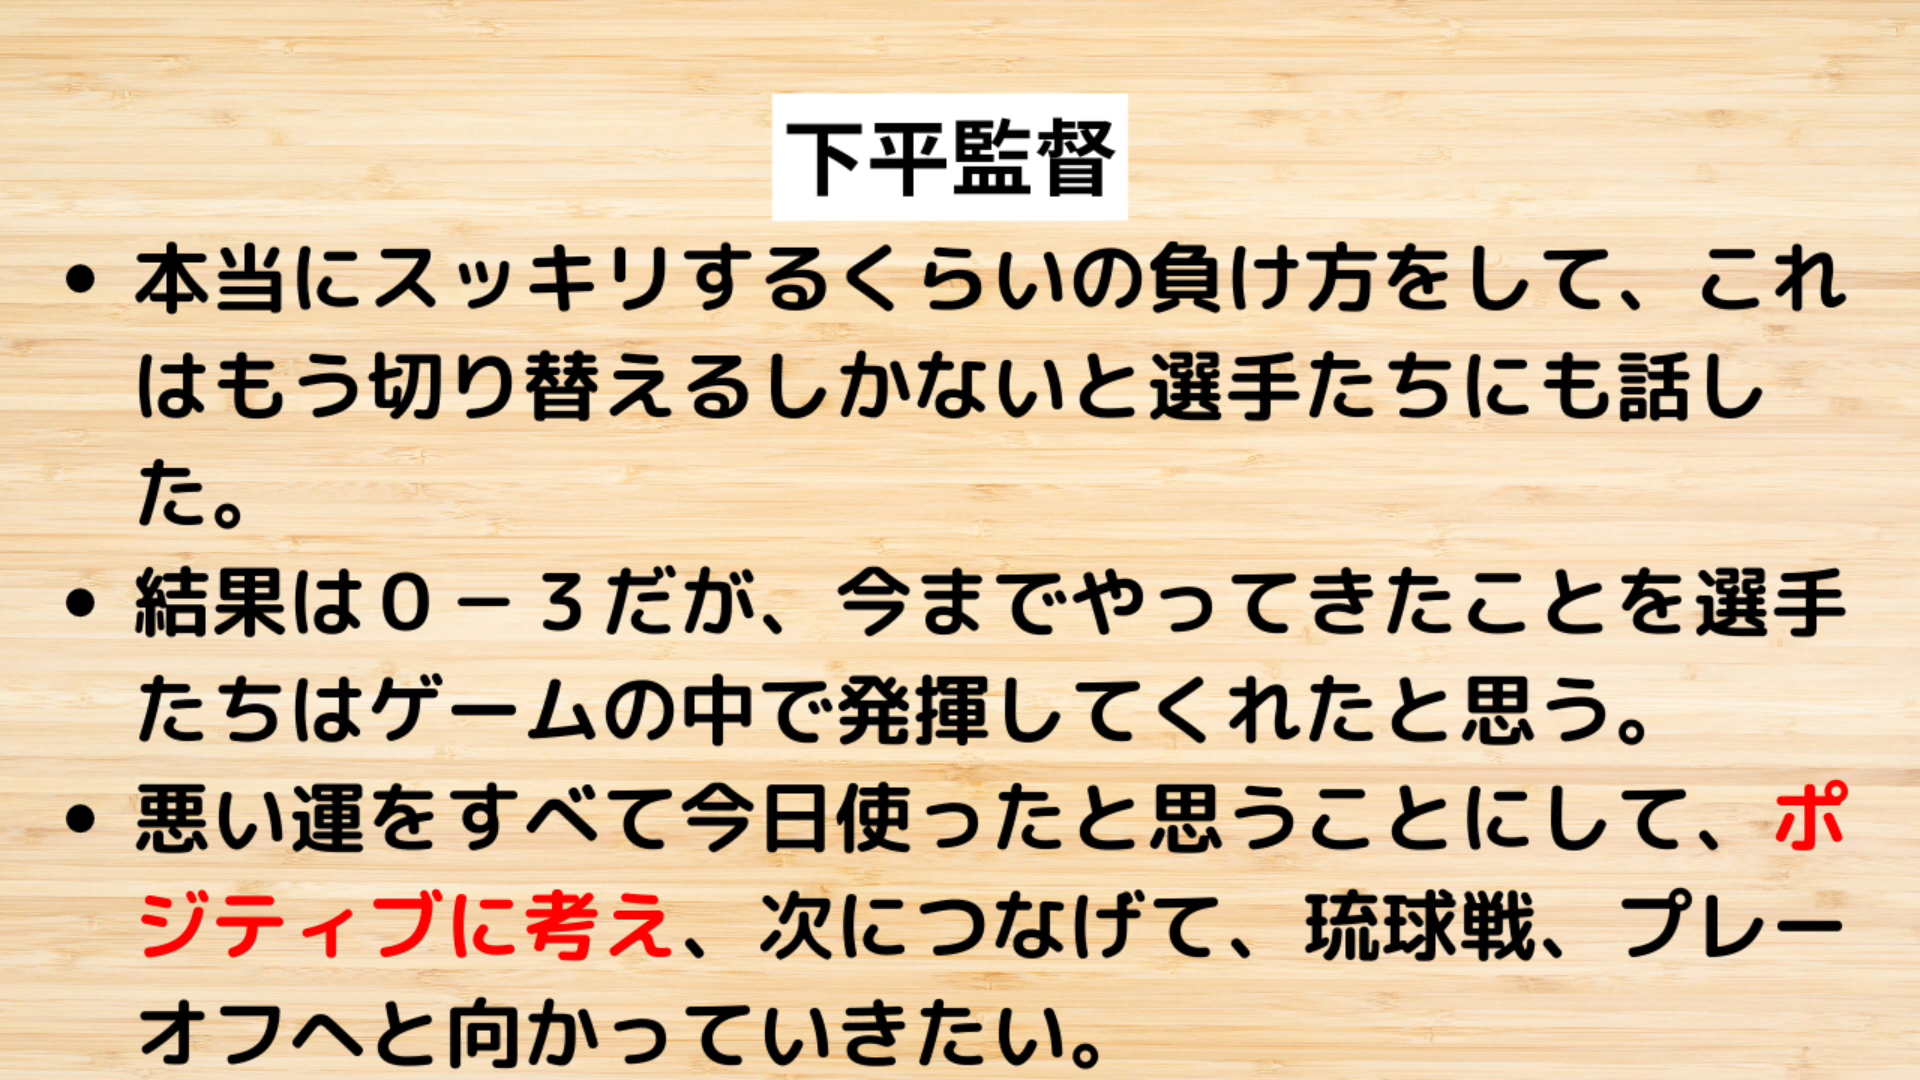 下平監督
• 本当にスッキリするくらいの負け方をして、これ
はもう切り替えるしかないと選手たちにも話し
た。
• 結果は０－３だが、今までやってきたことを選手
たちはゲームの中で発揮してくれたと思う。
• 悪い運をすべて今日使ったと思うことにして、ポ
ジティブに考え、次につなげて、琉球戦、プレー
オフへと向かっていきたい。